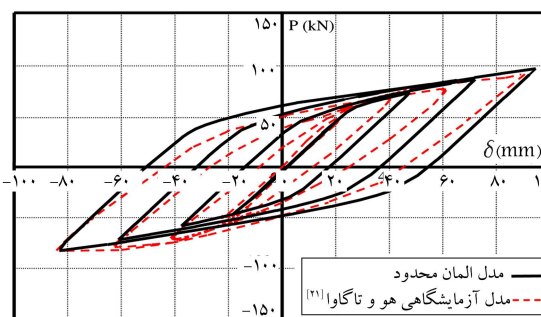 ۱۵۰ P (kN)
۱۰۰
۵۰
۰ δ(mm)
-۱۰۰ -۸۰ -۶۰ -۴۰ -۲۰ ۰ ۲۰ ۴۰ ۶۰ ۸۰
-۱۰۰
-۱۵۰
مدل المان محدود
مدل آزمایشگاهی هو و تاگاوا [۲۱]